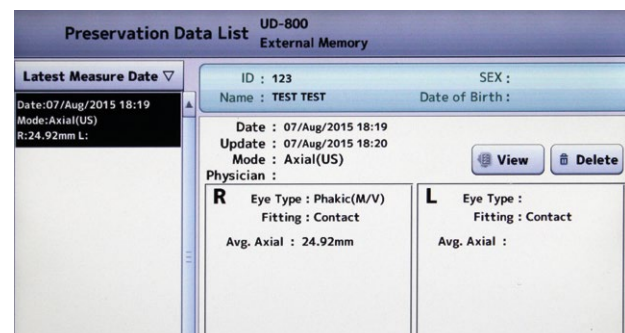 Preservation Data List UD-800
External Memory
Latest Measure Date ▽
Date:07/Aug/2015 18:19
Mode:Axial(US)
R:24.92mm L:
ID : 123 SEX :
Name : TEST TEST Date of Birth :
Date : 07/Aug/2015 18:19
Update : 07/Aug/2015 18:20
Mode : Axial(US)
Physician :
View Delete
R Eye Type : Phakic(M/V)
Fitting : Contact
Avg. Axial : 24.92mm
L Eye Type :
Fitting : Contact
Avg. Axial :